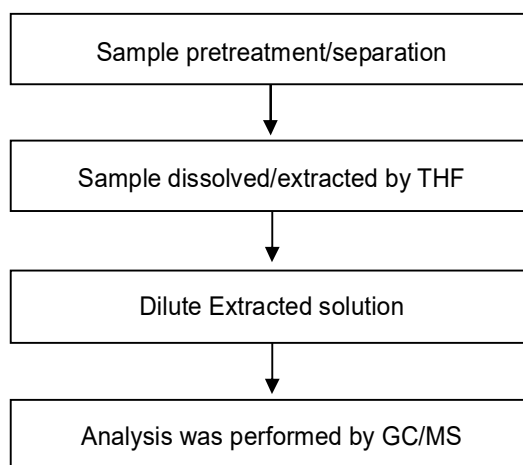 Sample pretreatment/separation
Sample dissolved/extracted by THF
Dilute Extracted solution
Analysis was performed by GC/MS